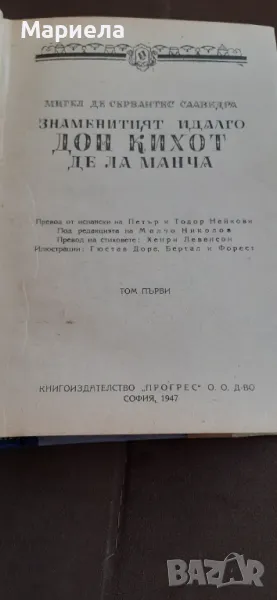 Мариела
МИГЕЛ ДЕ СЕРВАНТЕС СААВЕДРА
ЗНАМЕНИТИЯТ ИДАЛГО
ДОН КИХОТ
ДЕ ЛА МАНЧА
Превод от испански на Петър и Тодор Нейкови
Под редакцията на Малчо Николов
Превод на стиховете: Хенри Левенсон
Илюстрации: Гюстав Доре, Бертал и Форест
ТОМ ПЪРВИ
КНИГОИЗДАТЕЛСТВО „ПРОГРЕС“ О. О. Д-ВО
СОФИЯ, 1947
BAZAR